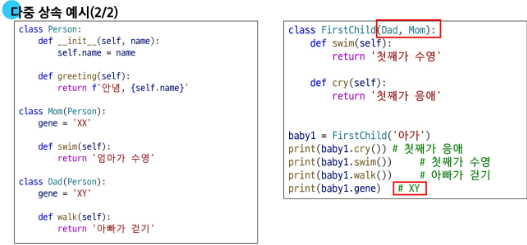 다중 상속 예시(2/2)
class Person:
    def __init__(self, name):
        self.name = name

    def greeting(self):
        return f'안녕, {self.name}'

class Mom(Person):
    gene = 'XX'

    def swim(self):
        return '엄마가 수영'

class Dad(Person):
    gene = 'XY'

    def walk(self):
        return '아빠가 걷기'

class FirstChild(Dad, Mom):
    def swim(self):
        return '첫째가 수영'

    def cry(self):
        return '첫째가 응애'

baby1 = FirstChild('아가')
print(baby1.cry()) # 첫째가 응애
print(baby1.swim()) # 첫째가 수영
print(baby1.walk()) # 아빠가 걷기
print(baby1.gene) # XY